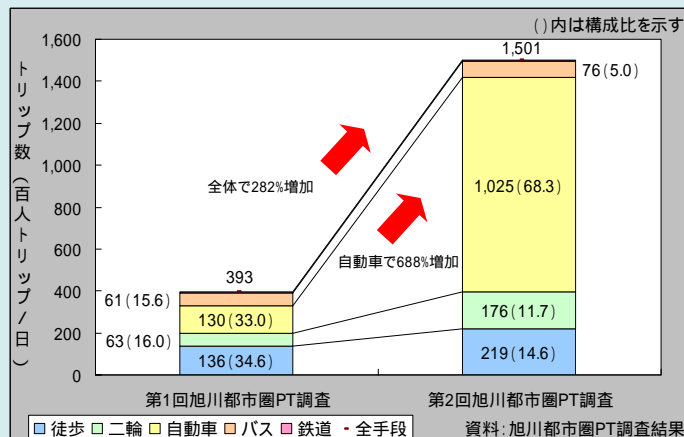 ()内は構成比を示す
トリップ数(百人トリップ/日)
1,600
1,400
1,200
1,000
800
600
400
200
0
1,501
76(5.0)
1,025(68.3)
176(11.7)
219(14.6)
全体で282%増加
自動車で688%増加
393
61(15.6)
130(33.0)
63(16.0)
136(34.6)
第1回旭川都市圏PT調査
第2回旭川都市圏PT調査
徒歩 二輪 自動車 バス 鉄道 全手段
資料:旭川都市圏PT調査結果